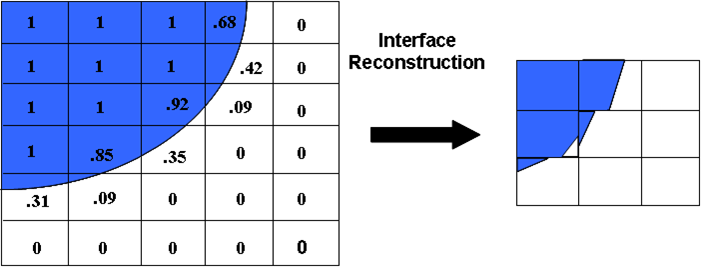 1 1 1 .68 0
1 1 1 .42 0
1 1 .92 .09 0
1 .85 .35 0 0
.31 .09 0 0 0
0 0 0 0 0
Interface
Reconstruction